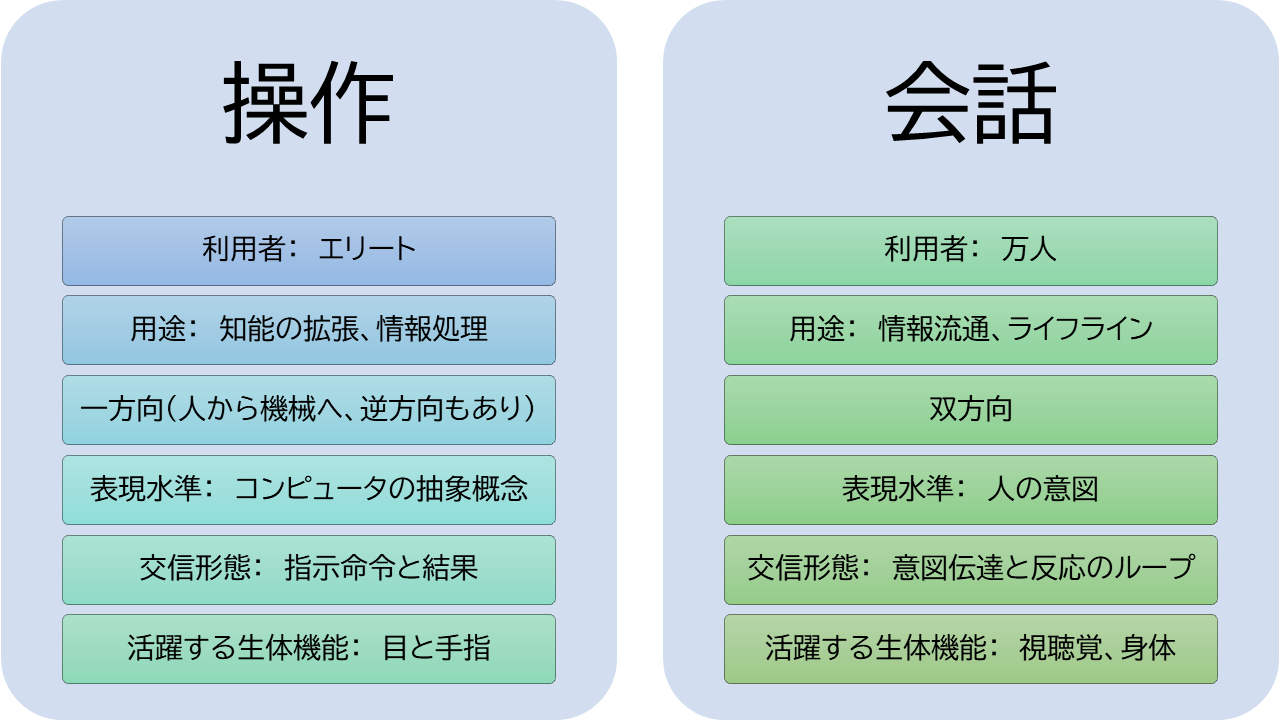 操作
利用者： エリート
用途： 知能の拡張、情報処理
一方向（人から機械へ、逆方向もあり）
表現水準： コンピュータの抽象概念
交信形態： 指示命令と結果
活躍する生体機能： 目と手指
会話
利用者： 万人
用途： 情報流通、ライフライン
双方向
表現水準： 人の意図
交信形態： 意図伝達と反応のループ
活躍する生体機能： 視聴覚、身体